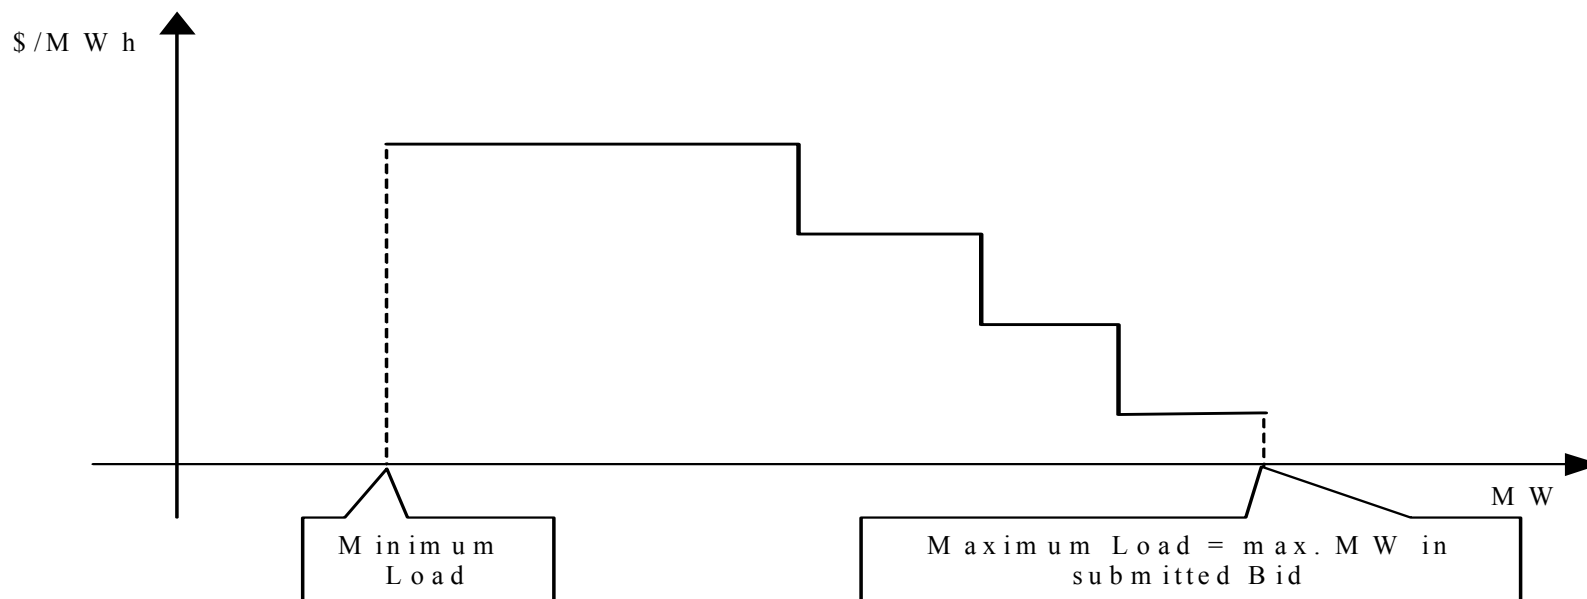 $/MWh
MW
Minimum
Load
Maximum Load = max. MW in
submitted Bid